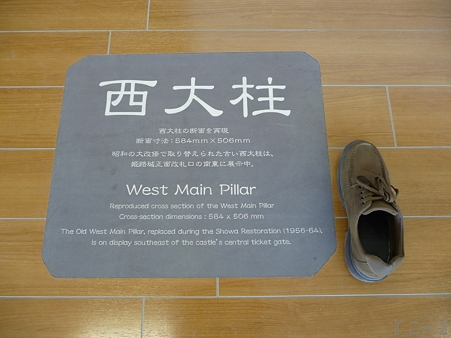 西大柱
西大柱の断面を再現
断面寸法：584mm×506mm
昭和の大改修で取り替えられた古い西大柱は、
姫路城正面改札口の南東に展示中。
West Main Pillar
Reproduced cross section of the West Main Pillar
Cross-section dimensions : 584 x 506 mm
The Old West Main Pillar, replaced during the Showa Restoration (1956-64),
is on display southeast of the castle's central ticket gate.